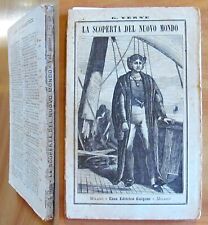 G. VERNE
LA SCOPERTA DEL NUOVO MONDO
MILANO - Casa Editrice Guigoni - MILANO
LA SCOPERTA DEL NUOVO MONDO